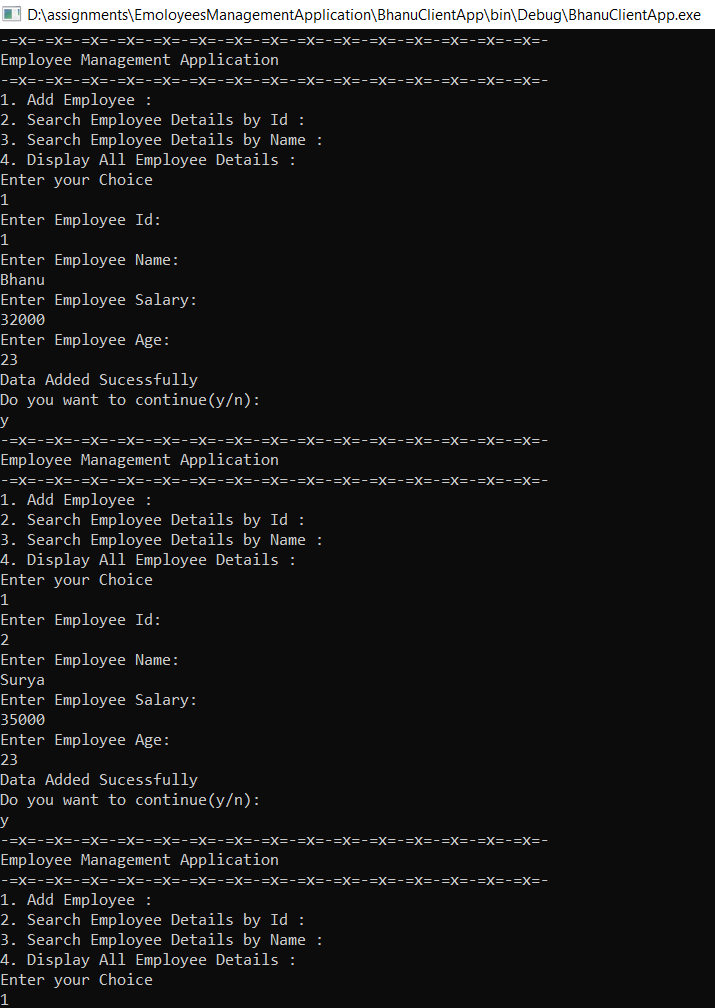 D:\assignments\EmoloyeesManagementApplication\BhanuClientApp\bin\Debug\BhanuClientApp.exe
-=x=--=x=--=x=--=x=--=x=--=x=--=x=--=x=--=x=--=x=--=x=--=x=--=x=--=x=--=x=-
Employee Management Application
-=x=--=x=--=x=--=x=--=x=--=x=--=x=--=x=--=x=--=x=--=x=--=x=--=x=--=x=--=x=-
1. Add Employee :
2. Search Employee Details by Id :
3. Search Employee Details by Name :
4. Display All Employee Details :
Enter your Choice
1
Enter Employee Id:
1
Enter Employee Name:
Bhanu
Enter Employee Salary:
32000
Enter Employee Age:
23
Data Added Sucessfully
Do you want to continue(y/n):
y
-=x=--=x=--=x=--=x=--=x=--=x=--=x=--=x=--=x=--=x=--=x=--=x=--=x=--=x=--=x=-
Employee Management Application
-=x=--=x=--=x=--=x=--=x=--=x=--=x=--=x=--=x=--=x=--=x=--=x=--=x=--=x=--=x=-
1. Add Employee :
2. Search Employee Details by Id :
3. Search Employee Details by Name :
4. Display All Employee Details :
Enter your Choice
1
Enter Employee Id:
2
Enter Employee Name:
Surya
Enter Employee Salary:
35000
Enter Employee Age:
23
Data Added Sucessfully
Do you want to continue(y/n):
y
-=x=--=x=--=x=--=x=--=x=--=x=--=x=--=x=--=x=--=x=--=x=--=x=--=x=--=x=--=x=-
Employee Management Application
-=x=--=x=--=x=--=x=--=x=--=x=--=x=--=x=--=x=--=x=--=x=--=x=--=x=--=x=--=x=-
1. Add Employee :
2. Search Employee Details by Id :
3. Search Employee Details by Name :
4. Display All Employee Details :
Enter your Choice
1